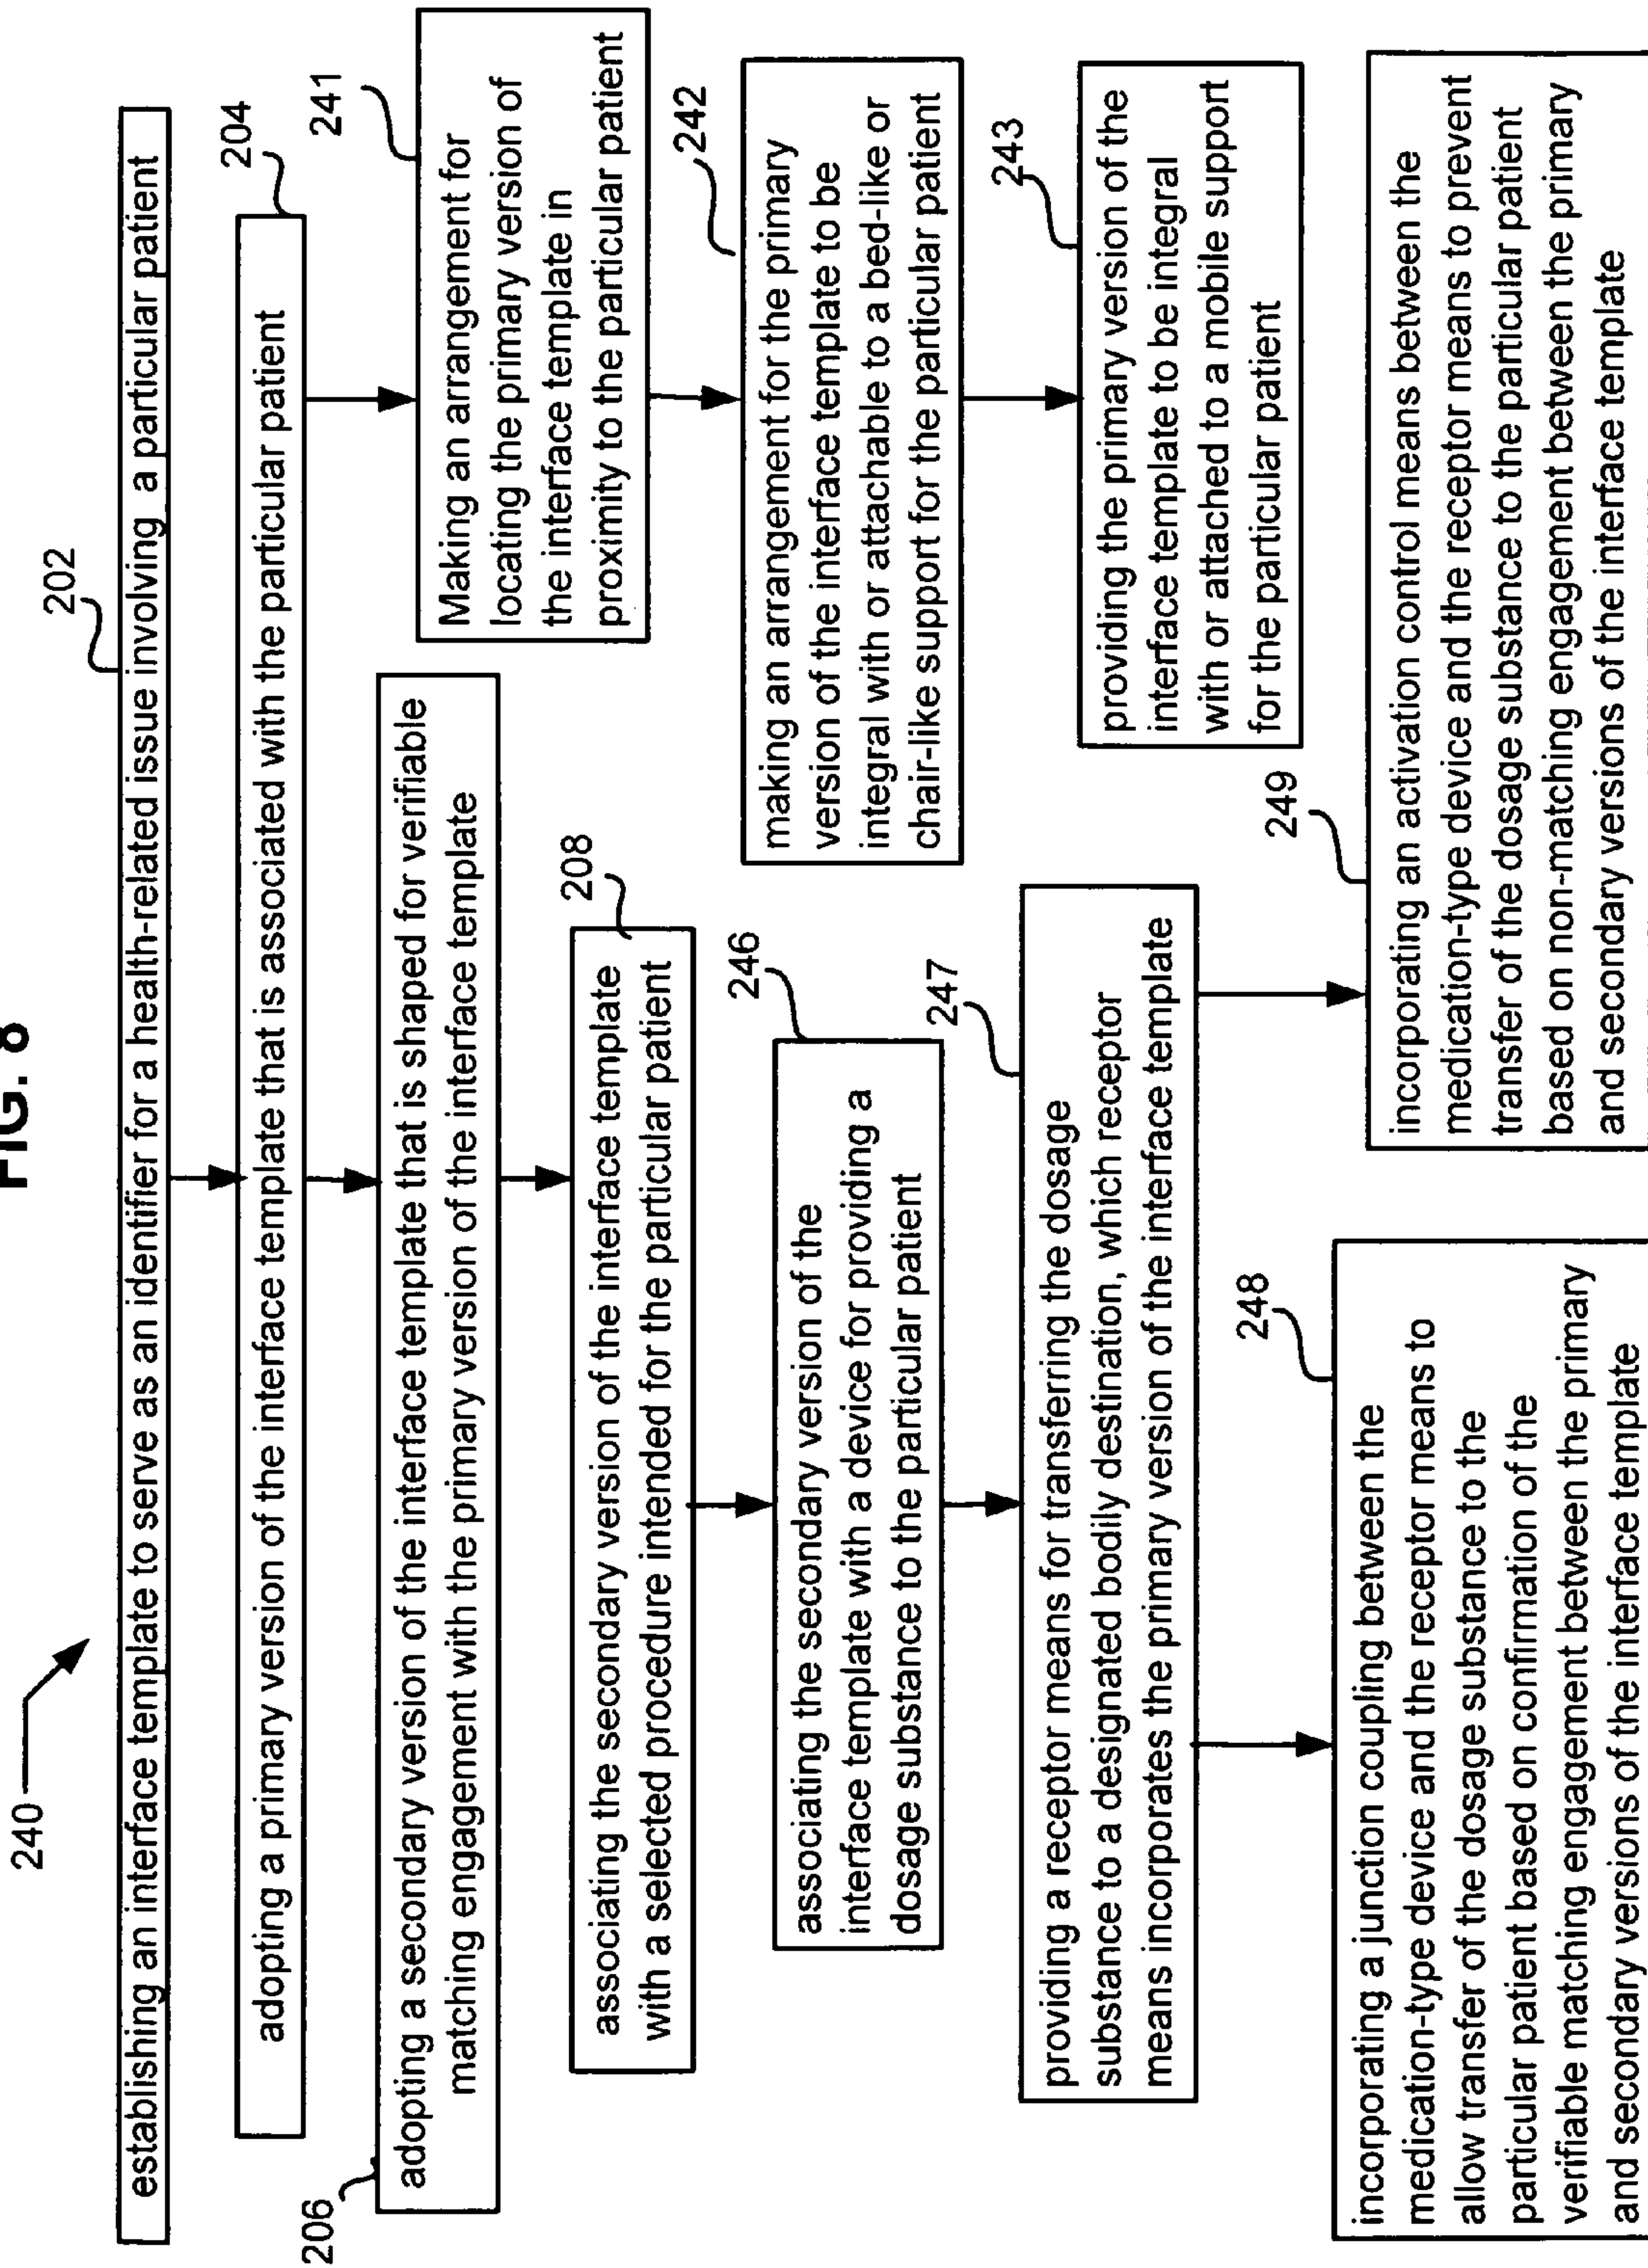 FIG. 8
240
202
establishing an interface template to serve as an identifier for a health-related issue involving a particular patient
204
adopting a primary version of the interface template that is associated with the particular patient
206
adopting a secondary version of the interface template that is shaped for verifiable
matching engagement with the primary version of the interface template
241
Making an arrangement for
locating the primary version of
the interface template in
proximity to the particular patient
208
associating the secondary version of the interface template
with a selected procedure intended for the particular patient
242
making an arrangement for the primary
version of the interface template to be
integral with or attachable to a bed-like or
chair-like support for the particular patient
246
associating the secondary version of the
interface template with a device for providing a
dosage substance to the particular patient
243
providing the primary version of the
interface template to be integral
with or attached to a mobile support
for the particular patient
247
providing a receptor means for transferring the dosage
substance to a designated bodily destination, which receptor
means incorporates the primary version of the interface template
248
incorporating a junction coupling between the
medication-type device and the receptor means to
allow transfer of the dosage substance to the
particular patient based on confirmation of the
verifiable matching engagement between the primary
and secondary versions of the interface template
249
incorporating an activation control means between the
medication-type device and the receptor means to prevent
transfer of the dosage substance to the particular patient
based on non-matching engagement between the primary
and secondary versions of the interface template